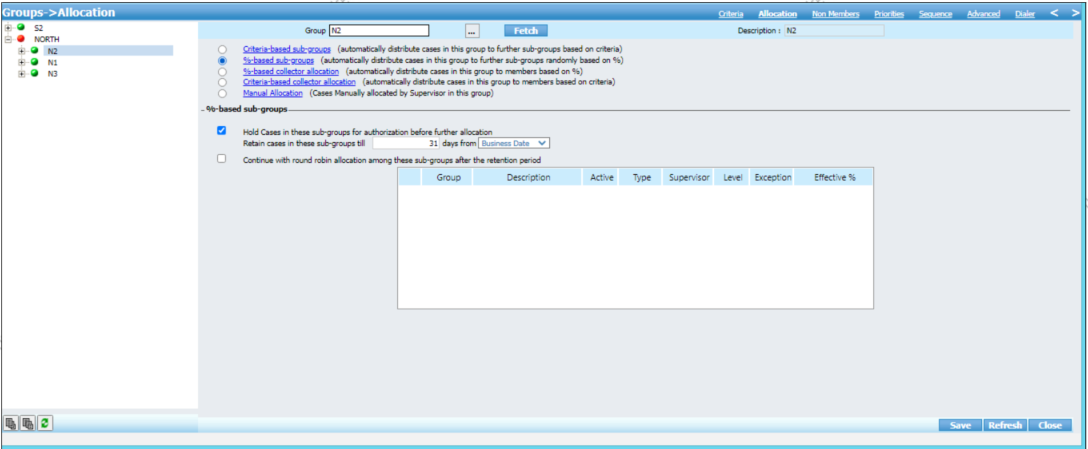 Groups->Allocation
Criteria Allocation Non Members Priorities Sequence Advanced Dialer < >
S2
NORTH
N2
N1
N3
Group N2 ... Fetch Description : N2
Criteria-based sub-groups (automatically distribute cases in this group to further sub-groups based on criteria)
%-based sub-groups (automatically distribute cases in this group to further sub-groups randomly based on %)
%-based collector allocation (automatically distribute cases in this group to members based on %)
Criteria-based collector allocation (automatically distribute cases in this group to members based on criteria)
Manual Allocation (Cases Manually allocated by Supervisor in this group)
%-based sub-groups
Hold Cases in these sub-groups for authorization before further allocation
Retain cases in these sub-groups till 31 days from Business Date
Continue with round robin allocation among these sub-groups after the retention period
Group Description Active Type Supervisor Level Exception Effective %
Save Refresh Close